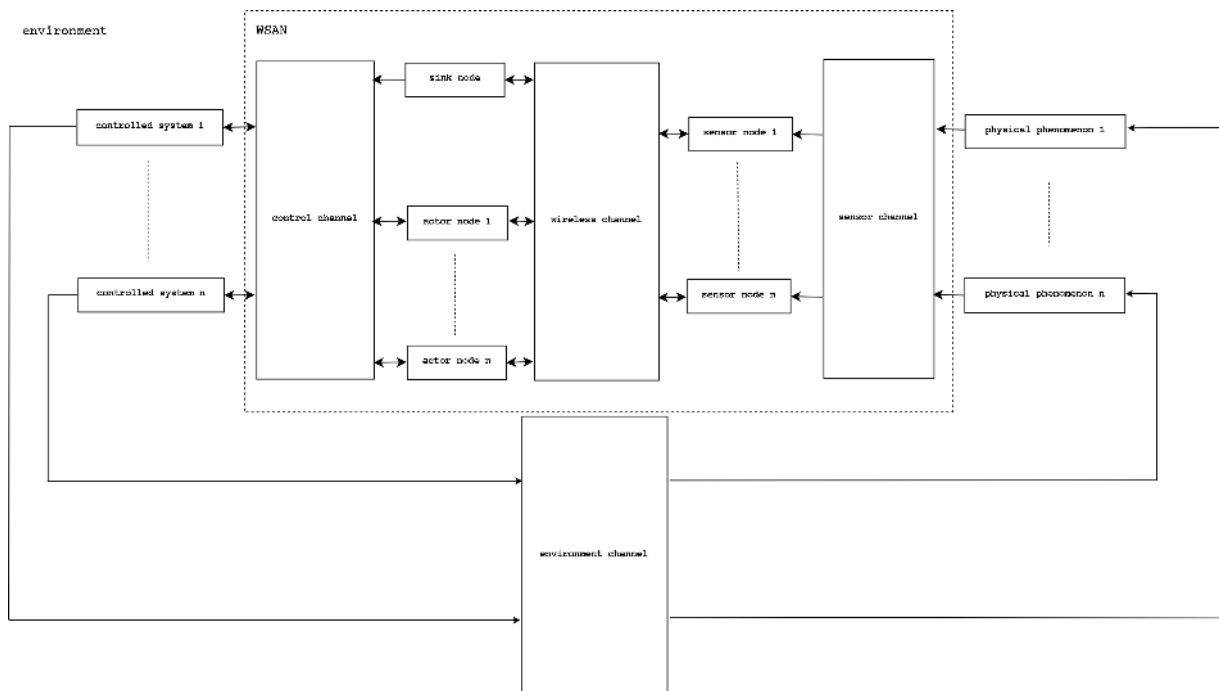 environment
WSAN
sink node
controlled system 1
sensor node 1
physical phenomenon 1
control channel
actor node 1
wireless channel
sensor channel
controlled system n
sensor node n
physical phenomenon n
actor node n
environment channel